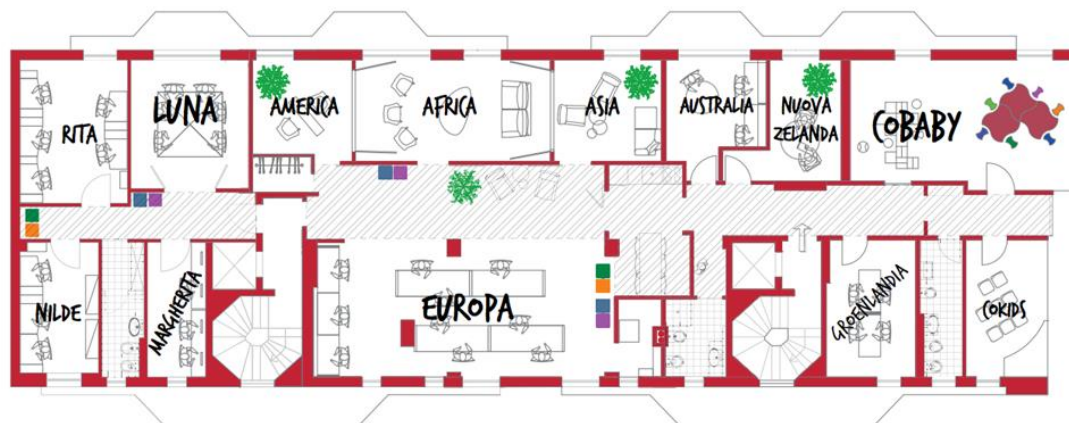 RITA
LUNA
AMERICA
AFRICA
ASIA
AUSTRALIA
NUOVA
ZELANDA
COBABY
NILDE
MARGHERITA
EUROPA
GROENLANDIA
COKIDS